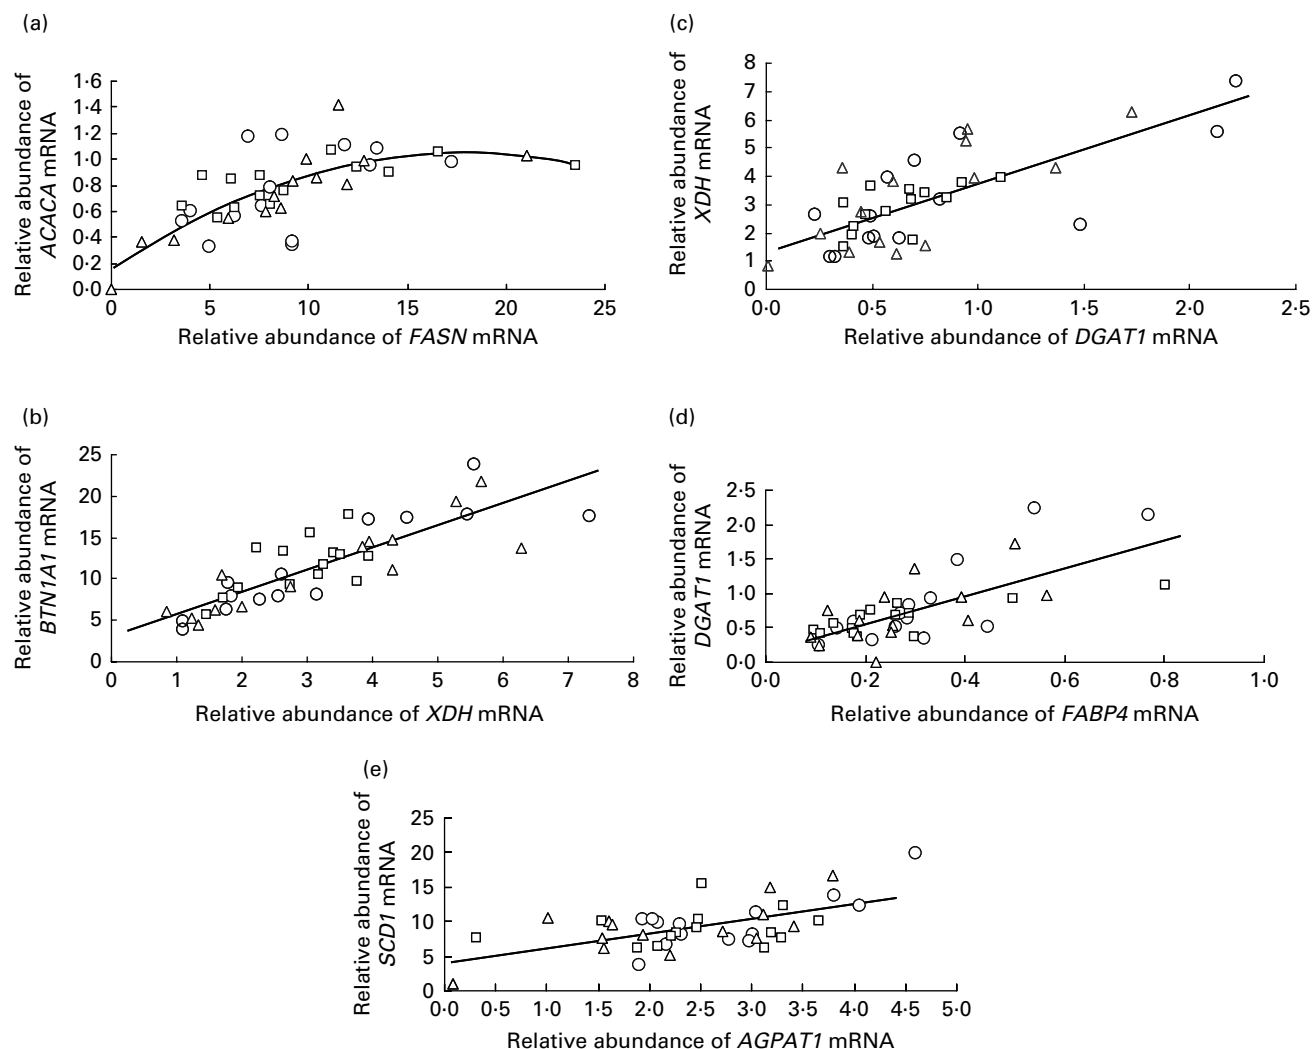 (a)
Relative abundance of
ACACA mRNA
1·6
1·4
1·2
1·0
0·8
0·6
0·4
0·2
0·0
0 5 10 15 20 25
Relative abundance of FASN mRNA
(c)
Relative abundance of
XDH mRNA
8
7
6
5
4
3
2
1
0
0·0 0·5 1·0 1·5 2·0 2·5
Relative abundance of DGAT1 mRNA
(b)
Relative abundance of
BTN1A1 mRNA
25
20
15
10
5
0
0 1 2 3 4 5 6 7 8
Relative abundance of XDH mRNA
(d)
Relative abundance of
DGAT1 mRNA
2·5
2·0
1·5
1·0
0·5
0·0
0·0 0·2 0·4 0·6 0·8 1·0
Relative abundance of FABP4 mRNA
(e)
Relative abundance of
SCD1 mRNA
25
20
15
10
5
0
0·0 0·5 1·0 1·5 2·0 2·5 3·0 3·5 4·0 4·5 5·0
Relative abundance of AGPAT1 mRNA